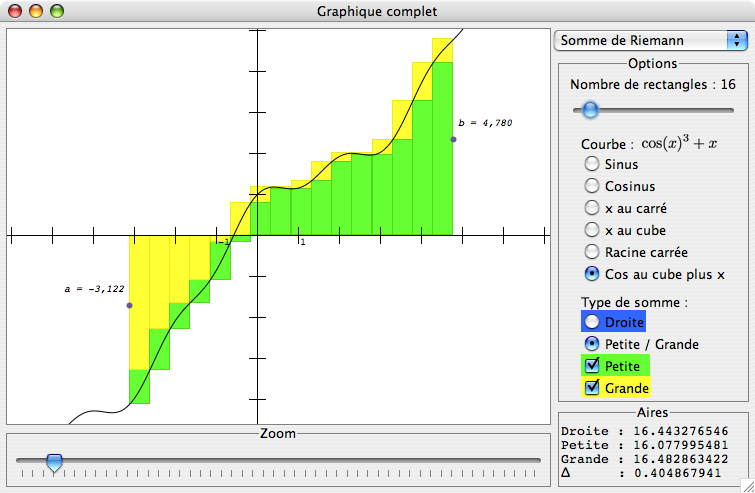 Graphique complet
b = 4,780
-1
1
a = -3,122
Zoom
Somme de Riemann
Options
Nombre de rectangles : 16
Courbe : cos(x)³ + x
Sinus
Cosinus
x au carré
x au cube
Racine carrée
Cos au cube plus x
Type de somme :
Droite
Petite / Grande
Petite
Grande
Aires
Droite : 16.443276546
Petite : 16.077995481
Grande : 16.482863422
Δ : 0.404867941